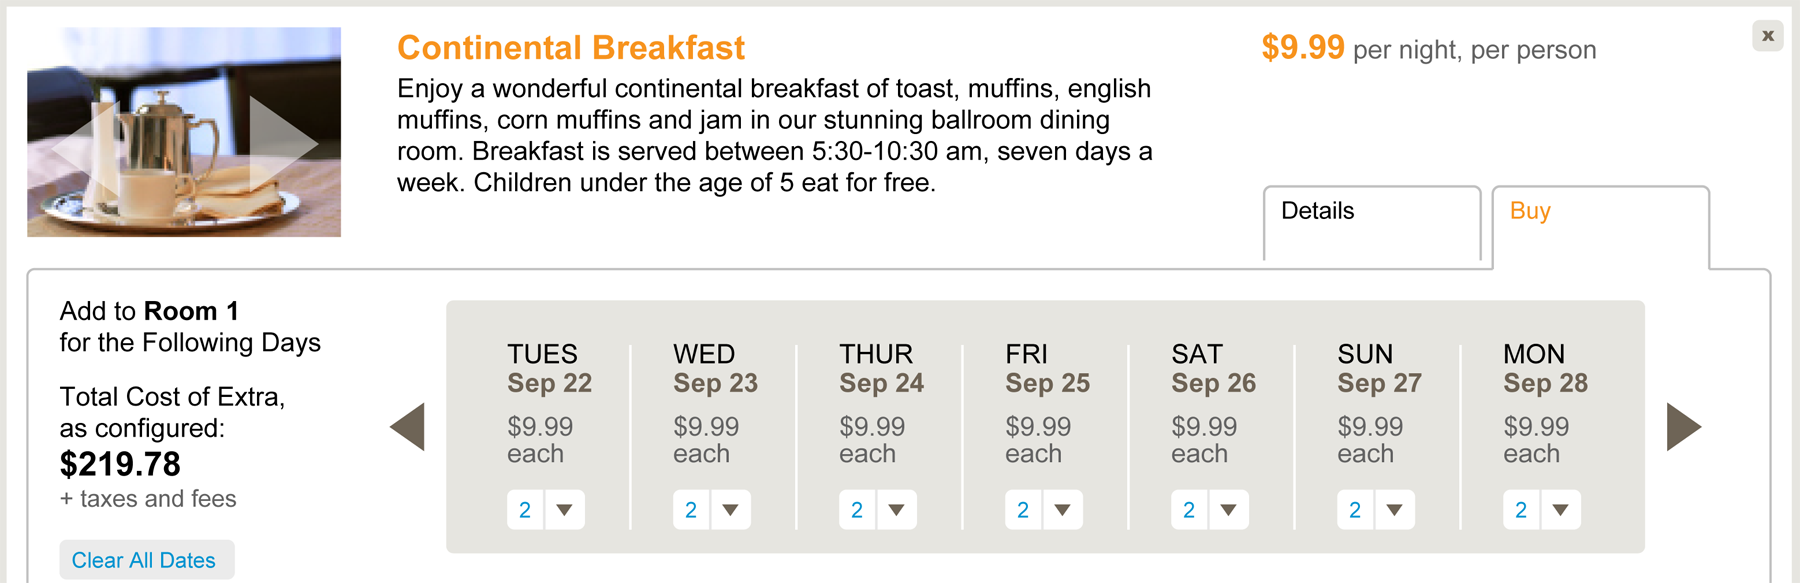 Continental Breakfast
$9.99 per night, per person
x
Enjoy a wonderful continental breakfast of toast, muffins, english
muffins, corn muffins and jam in our stunning ballroom dining
room. Breakfast is served between 5:30-10:30 am, seven days a
week. Children under the age of 5 eat for free.
Details
Buy
Add to Room 1
for the Following Days
Total Cost of Extra,
as configured:
$219.78
+ taxes and fees
Clear All Dates
TUES WED THUR FRI SAT SUN MON
Sep 22 Sep 23 Sep 24 Sep 25 Sep 26 Sep 27 Sep 28
$9.99 $9.99 $9.99 $9.99 $9.99 $9.99 $9.99
each each each each each each each
2 2 2 2 2 2 2